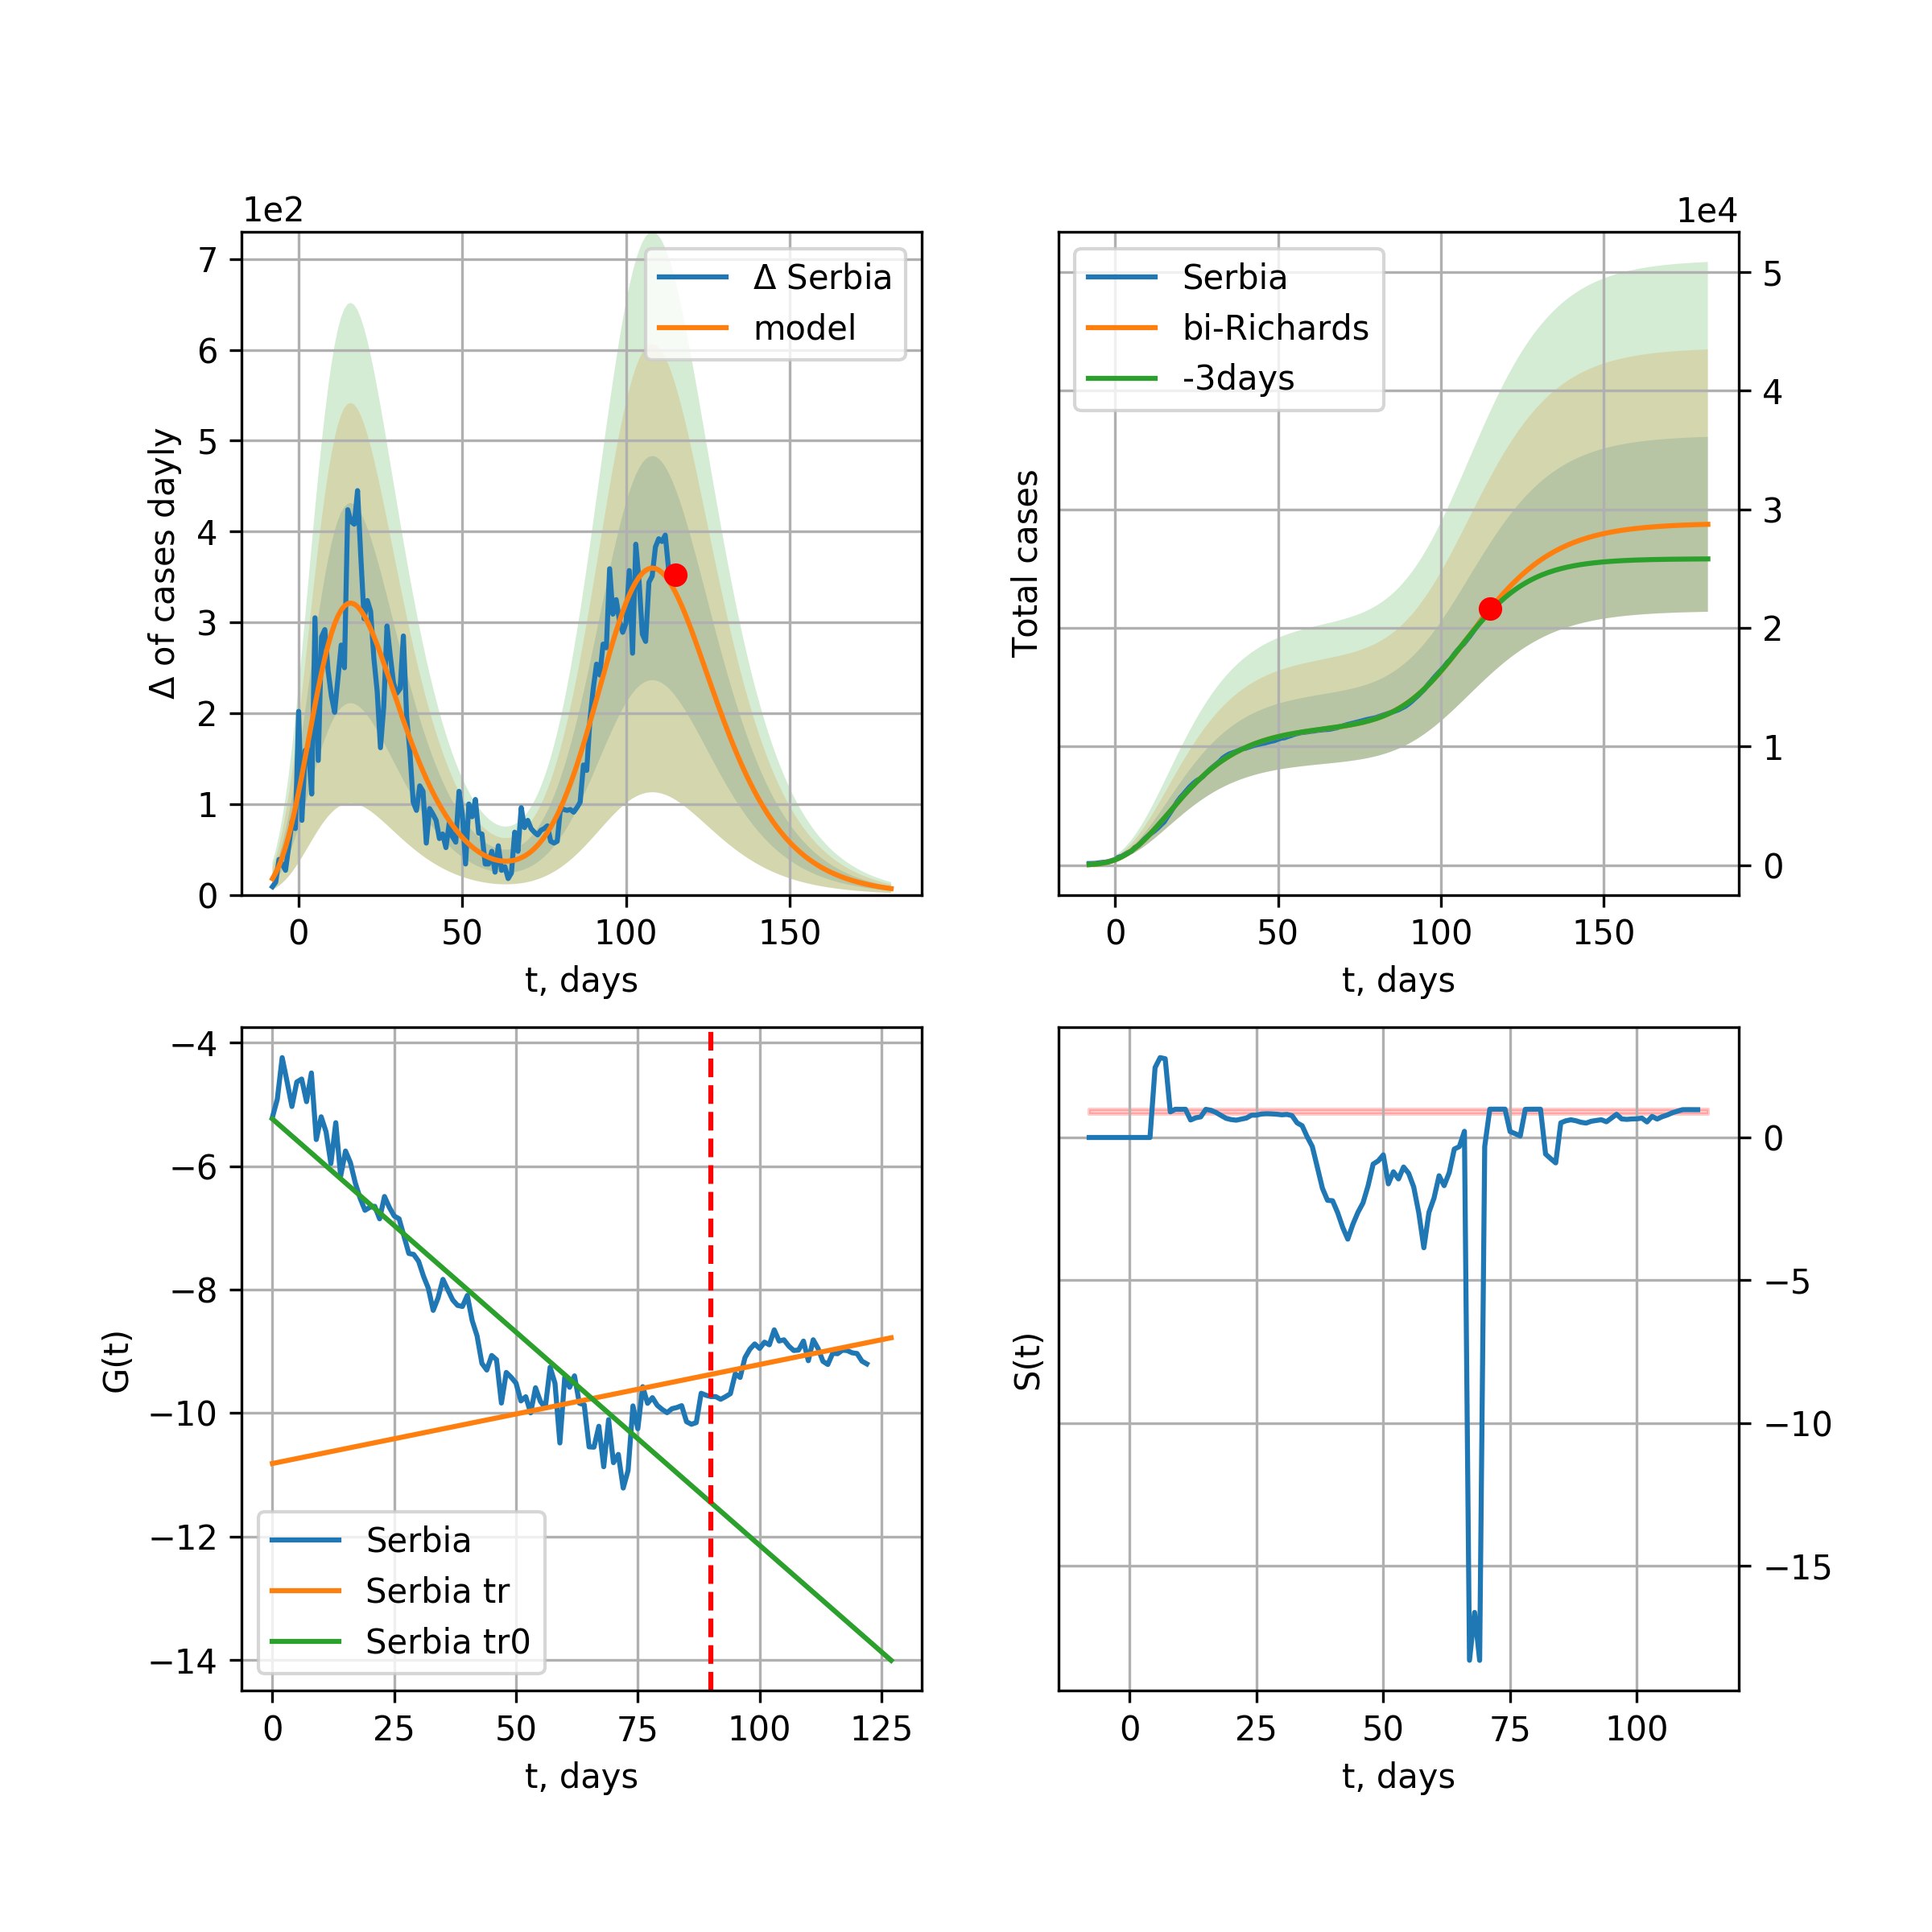 1e2
7
6
5
4
3
2
1
0
Δ of cases dayly
Δ Serbia
model
0 50 100 150
t, days
1e4
Total cases
Serbia
bi-Richards
-3days
5
4
3
2
1
0
0 50 100 150
t, days
−4
−6
−8
−10
−12
−14
G(t)
Serbia
Serbia tr
Serbia tr0
0 25 50 75 100 125
t, days
S(t)
0
−5
−10
−15
0 25 50 75 100
t, days